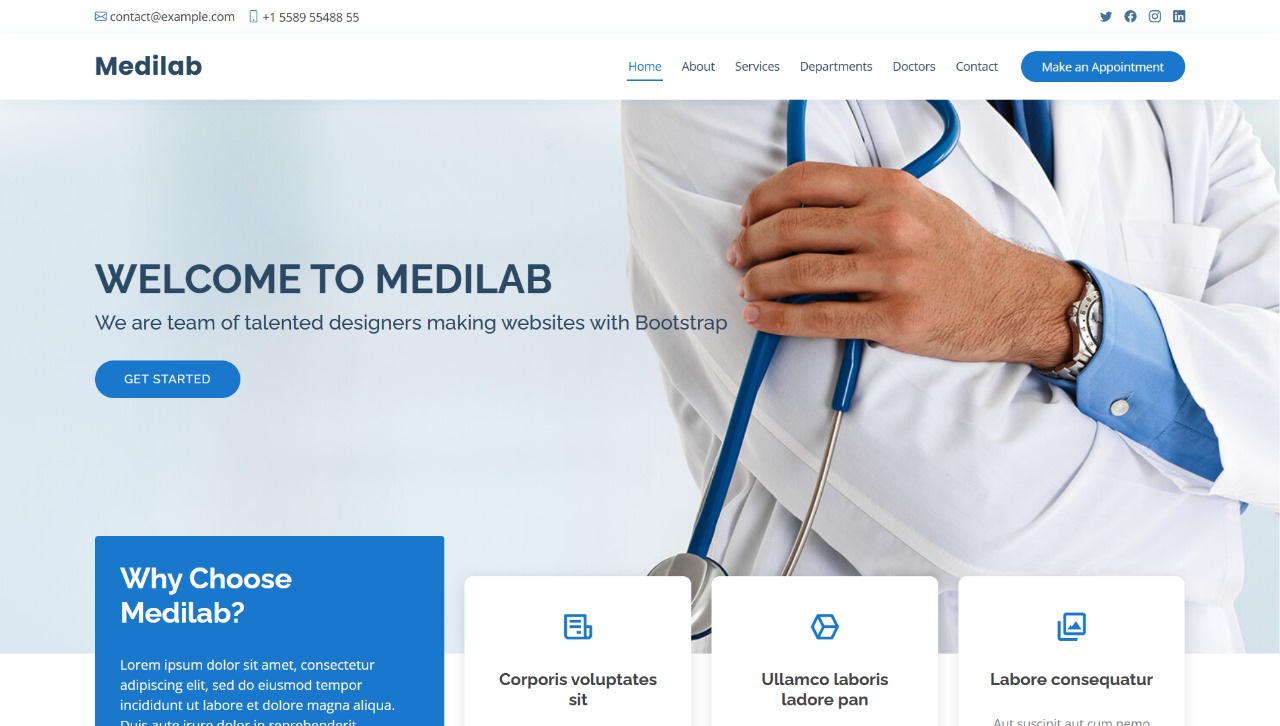 contact@example.com +1 5589 55488 55
Medilab
Home About Services Departments Doctors Contact Make an Appointment
WELCOME TO MEDILAB
We are team of talented designers making websites with Bootstrap
GET STARTED
Why Choose
Medilab?
Lorem ipsum dolor sit amet, consectetur
adipiscing elit, sed do eiusmod tempor
incididunt ut labore et dolore magna aliqua.
Duis aute irure dolor in reprehenderit
Corporis voluptates
sit
Ullamco laboris
ladore pan
Labore consequatur
Aut suscipit aut cum nemo